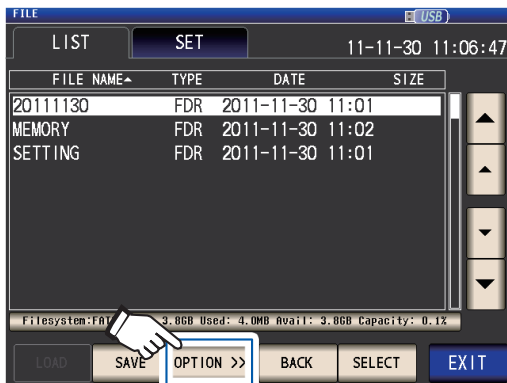 FILE USB
LIST SET 11-11-30 11:06:47
FILE NAME▲ TYPE DATE SIZE
20111130 FDR 2011-11-30 11:01
MEMORY FDR 2011-11-30 11:02
SETTING FDR 2011-11-30 11:01
Filesystem:FAT 3.8GB Used: 4.0MB Avail: 3.8GB Capacity: 0.1%
LOAD SAVE OPTION >> BACK SELECT EXIT